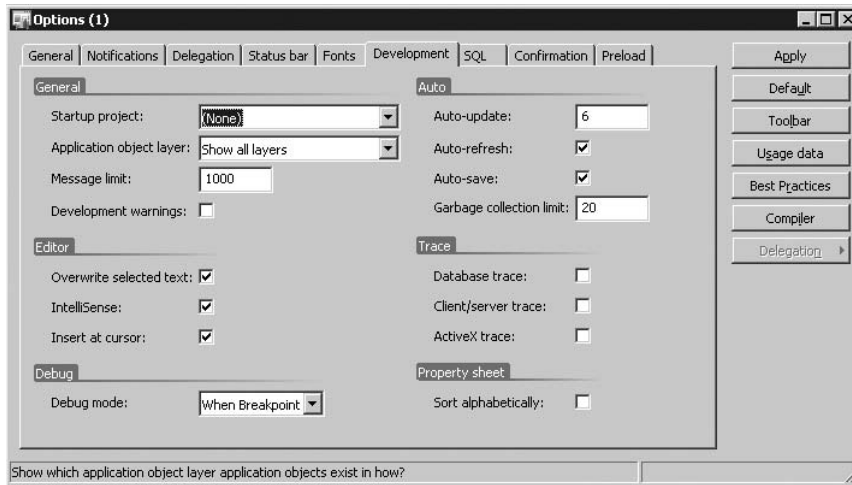 Options (1)
General Notifications Delegation Status bar Fonts Development SQL Confirmation Preload
General
Startup project: (None)
Application object layer: Show all layers
Message limit: 1000
Development warnings:
Editor
Overwrite selected text:
IntelliSense:
Insert at cursor:
Debug
Debug mode: When Breakpoint
Auto
Auto-update: 6
Auto-refresh:
Auto-save:
Garbage collection limit: 20
Trace
Database trace:
Client/server trace:
ActiveX trace:
Property sheet
Sort alphabetically:
Apply
Default
Toolbar
Usage data
Best Practices
Compiler
Delegation
Show which application object layer application objects exist in how?